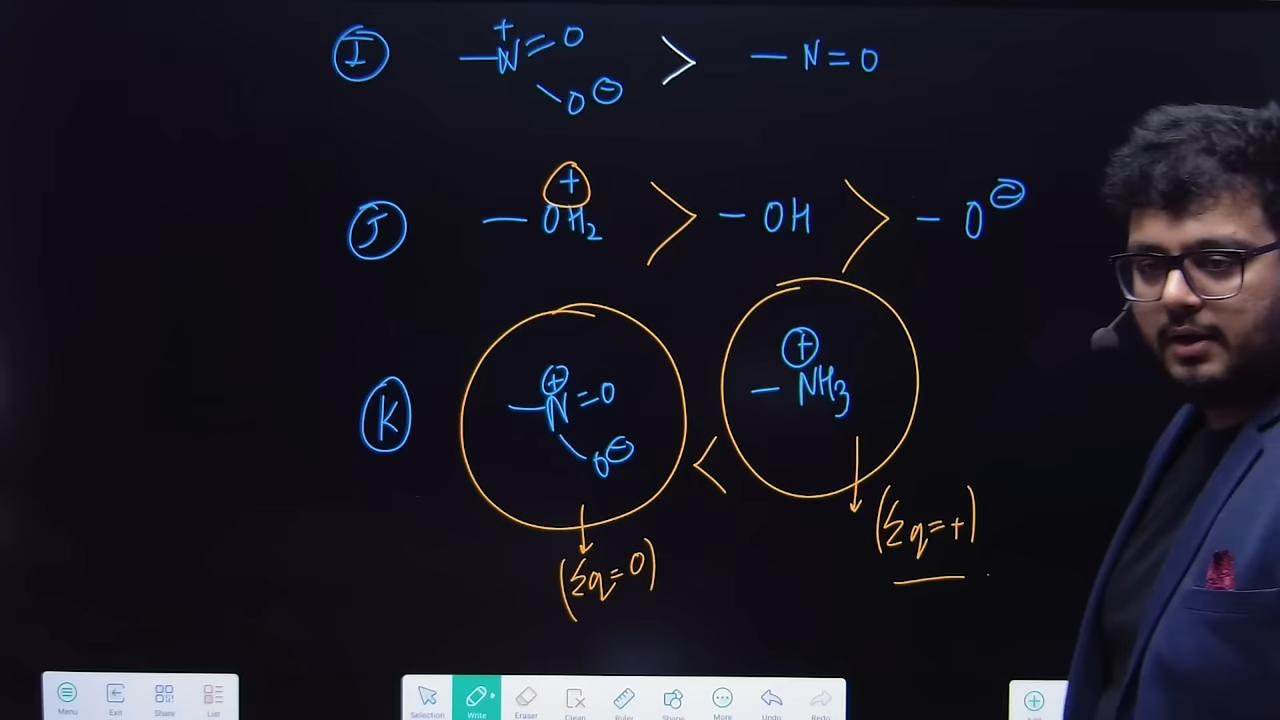 I −N⁺=O O⊖ > −N=O
J −O⁺H₂ > −OH > −O⊖
K −N⊕=O O⊖ < −N⊕H₃
(Σq=0) (Σq=+)
Menu Exit Share List Selection Write Eraser Clean Ruler Shape More Undo Redo